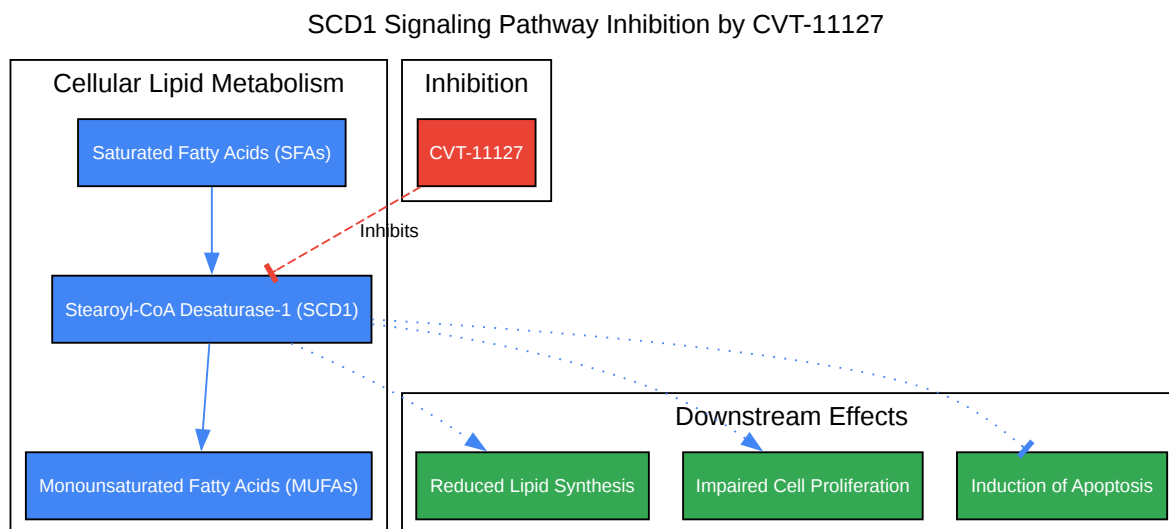 SCD1 Signaling Pathway Inhibition by CVT-11127
Cellular Lipid Metabolism
Inhibition
Saturated Fatty Acids (SFAs)
CVT-11127
Inhibits
Stearoyl-CoA Desaturase-1 (SCD1)
Downstream Effects
Monounsaturated Fatty Acids (MUFAs)
Reduced Lipid Synthesis
Impaired Cell Proliferation
Induction of Apoptosis